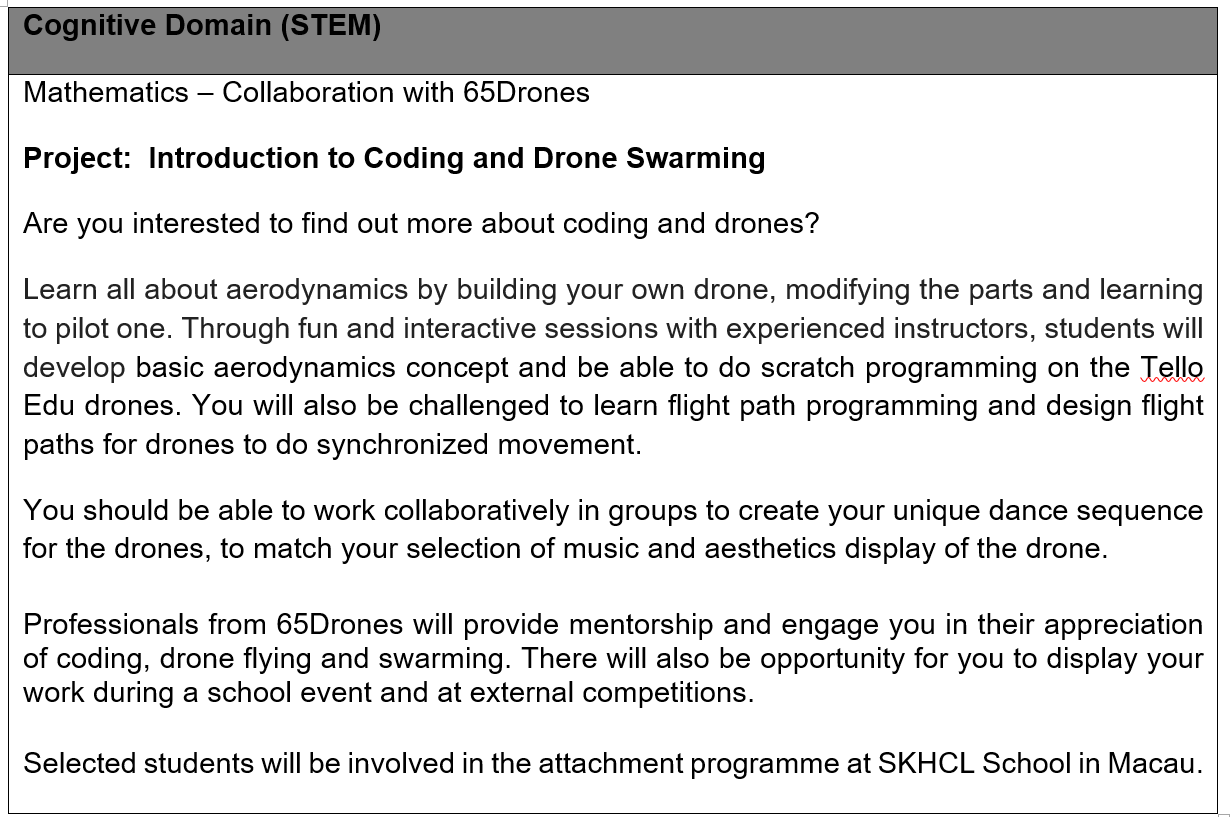 Cognitive Domain (STEM)
Mathematics – Collaboration with 65Drones
Project:  Introduction to Coding and Drone Swarming
Are you interested to find out more about coding and drones?
Learn all about aerodynamics by building your own drone, modifying the parts and learning
to pilot one. Through fun and interactive sessions with experienced instructors, students will
develop basic aerodynamics concept and be able to do scratch programming on the Tello
Edu drones. You will also be challenged to learn flight path programming and design flight
paths for drones to do synchronized movement.
You should be able to work collaboratively in groups to create your unique dance sequence
for the drones, to match your selection of music and aesthetics display of the drone.
Professionals from 65Drones will provide mentorship and engage you in their appreciation
of coding, drone flying and swarming. There will also be opportunity for you to display your
work during a school event and at external competitions.
Selected students will be involved in the attachment programme at SKHCL School in Macau.